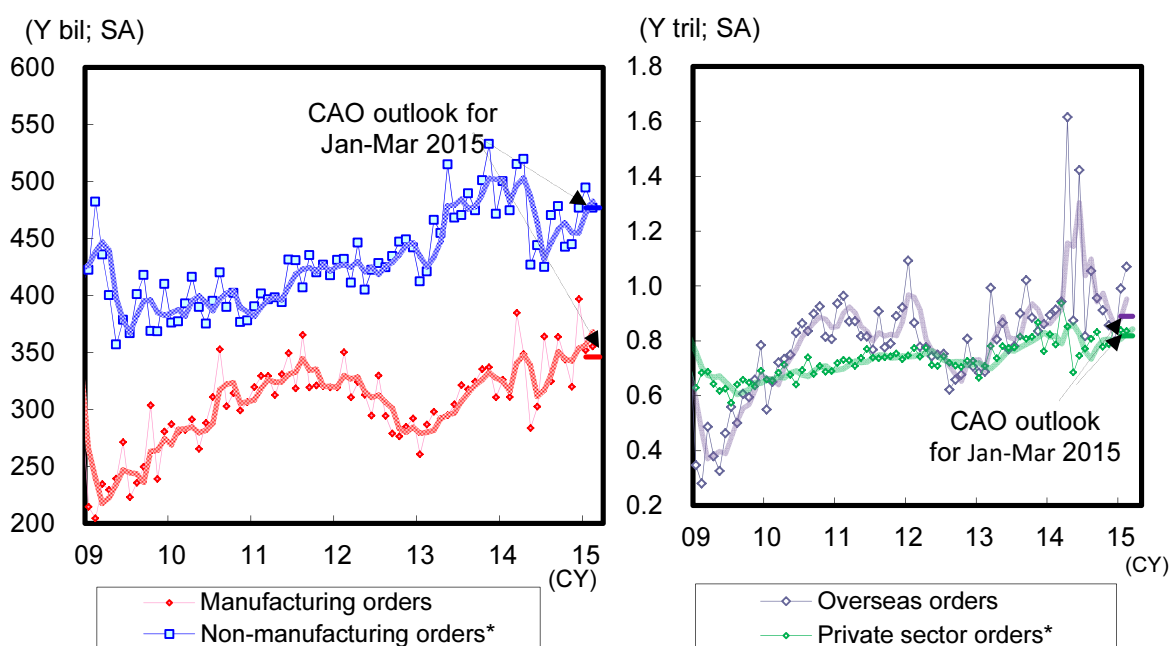 (Y bil; SA)
600
550
500
450
400
350
300
250
200
CAO outlook for
Jan-Mar 2015
09 10 11 12 13 14 15
(CY)
Manufacturing orders
Non-manufacturing orders*
(Y tril; SA)
1.8
1.6
1.4
1.2
1.0
0.8
0.6
0.4
0.2
CAO outlook
for Jan-Mar 2015
09 10 11 12 13 14 15
(CY)
Overseas orders
Private sector orders*